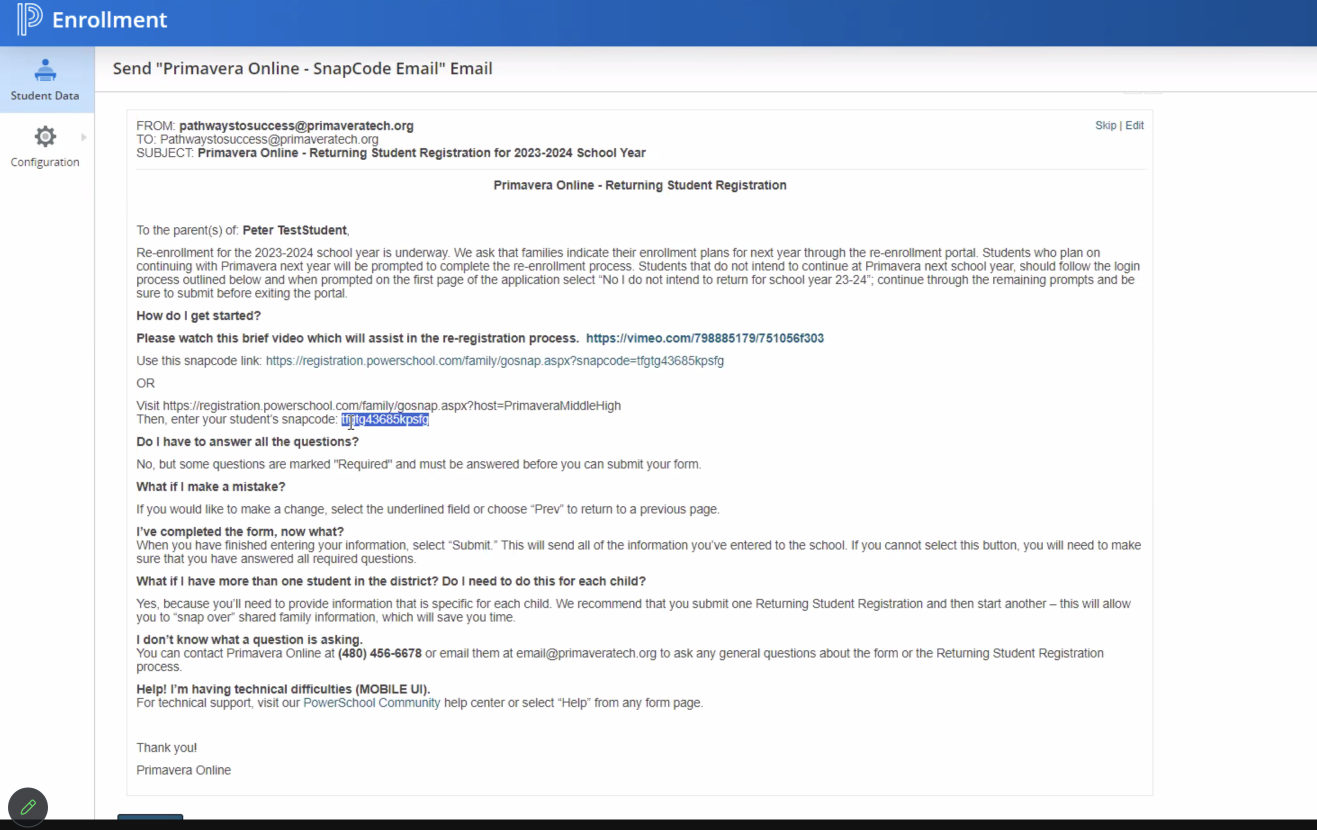 Enrollment
Student Data
Configuration
Send "Primavera Online - SnapCode Email" Email
FROM: pathwaystosuccess@primaveratech.org
Skip | Edit
TO: Pathwaystosuccess@primaveratech.org
SUBJECT: Primavera Online - Returning Student Registration for 2023-2024 School Year
Primavera Online - Returning Student Registration
To the parent(s) of: Peter TestStudent,
Re-enrollment for the 2023-2024 school year is underway. We ask that families indicate their enrollment plans for next year through the re-enrollment portal. Students who plan on
continuing with Primavera next year will be prompted to complete the re-enrollment process. Students that do not intend to continue at Primavera next school year, should follow the login
process outlined below and when prompted on the first page of the application select “No I do not intend to return for school year 23-24”; continue through the remaining prompts and be
sure to submit before exiting the portal.
How do I get started?
Please watch this brief video which will assist in the re-registration process. https://vimeo.com/798885179/751056f303
Use this snapcode link: https://registration.powerschool.com/family/gosnap.aspx?snapcode=tfgtg43685kpsfg
OR
Visit https://registration.powerschool.com/family/gosnap.aspx?host=PrimaveraMiddleHigh
Then, enter your student’s snapcode: tfgtg43685kpsfg
Do I have to answer all the questions?
No, but some questions are marked "Required" and must be answered before you can submit your form.
What if I make a mistake?
If you would like to make a change, select the underlined field or choose “Prev” to return to a previous page.
I’ve completed the form, now what?
When you have finished entering your information, select “Submit.” This will send all of the information you’ve entered to the school. If you cannot select this button, you will need to make
sure that you have answered all required questions.
What if I have more than one student in the district? Do I need to do this for each child?
Yes, because you’ll need to provide information that is specific for each child. We recommend that you submit one Returning Student Registration and then start another – this will allow
you to “snap over” shared family information, which will save you time.
I don’t know what a question is asking.
You can contact Primavera Online at (480) 456-6678 or email them at email@primaveratech.org to ask any general questions about the form or the Returning Student Registration
process.
Help! I’m having technical difficulties (MOBILE UI).
For technical support, visit our PowerSchool Community help center or select “Help” from any form page.
Thank you!
Primavera Online